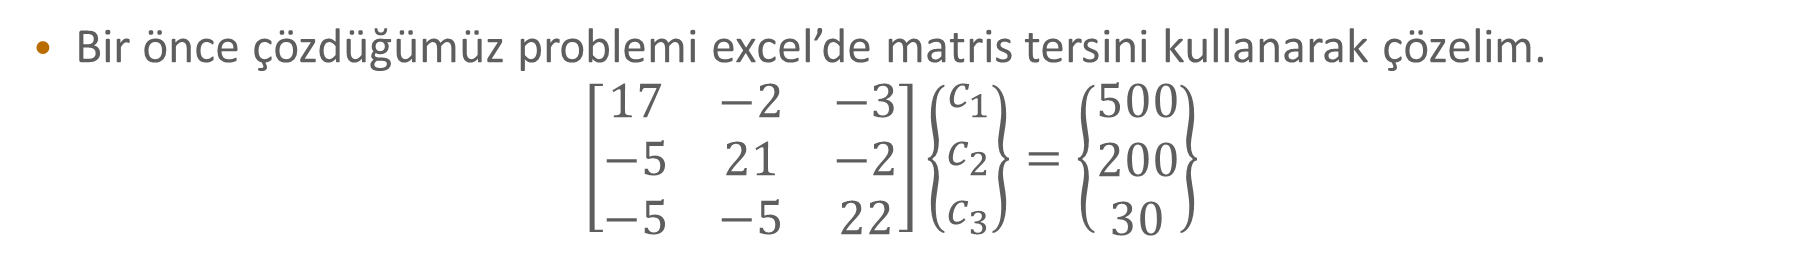 • Bir önce çözdüğümüz problemi excel’de matris tersini kullanarak çözelim.
[17 −2 −3] {c₁} = {500}
[−5 21 −2] {c₂} = {200}
[−5 −5 22] {c₃} = {30}